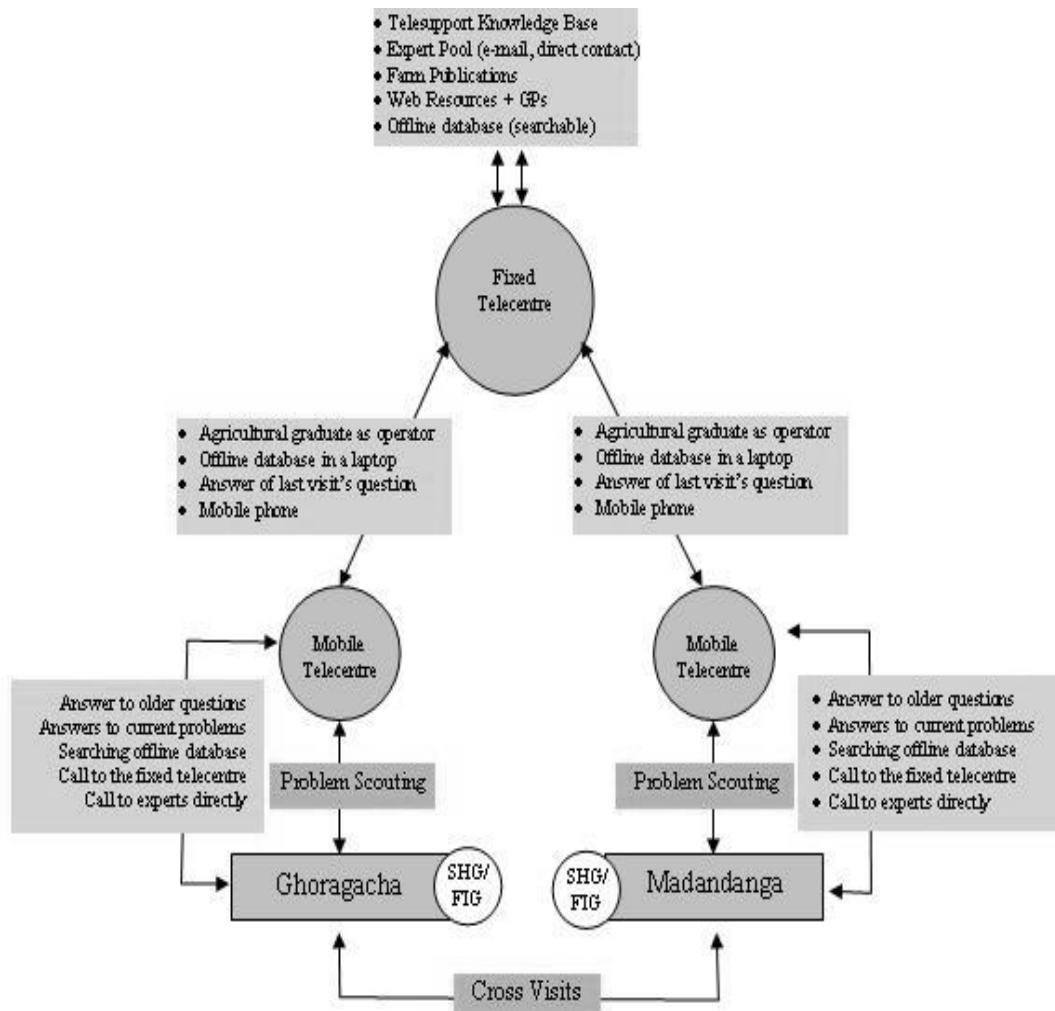 • Telesupport Knowledge Base
• Expert Pool (e-mail, direct contact)
• Farm Publications
• Web Resources + GPs
• Offline database (searchable)
Fixed
Telecentre
• Agricultural graduate as operator
• Offline database in a laptop
• Answer of last visit's question
• Mobile phone
• Agricultural graduate as operator
• Offline database in a laptop
• Answer of last visit's question
• Mobile phone
Mobile
Telecentre
Mobile
Telecentre
Answer to older questions
Answers to current problems
Searching offline database
Call to the fixed telecentre
Call to experts directly
• Answer to older questions
• Answers to current problems
• Searching offline database
• Call to the fixed telecentre
• Call to experts directly
Problem Scouting
Problem Scouting
Ghoragacha
SHG/
FIG
SHG/
FIG
Madandanga
Cross Visits